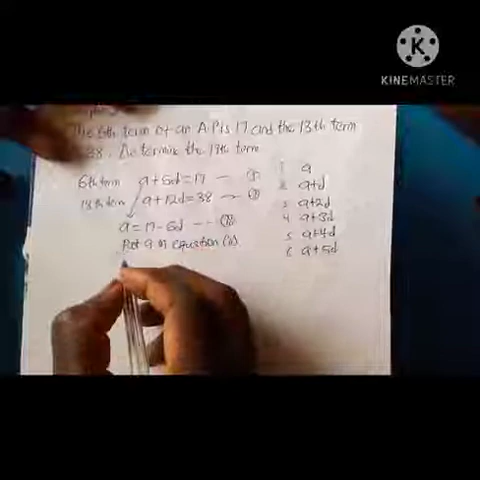 K
KINEMASTER
The 6th term of an A.P is 17 and the 13th term
38. Determine the 19th term
6th term a+5d=17 --- (i)
13th term a+12d=38 --- (ii)
a=17-5d --- (iii)
Put a in equation (ii)
1 a
2 a+d
3 a+2d
4 a+3d
5 a+4d
6 a+5d